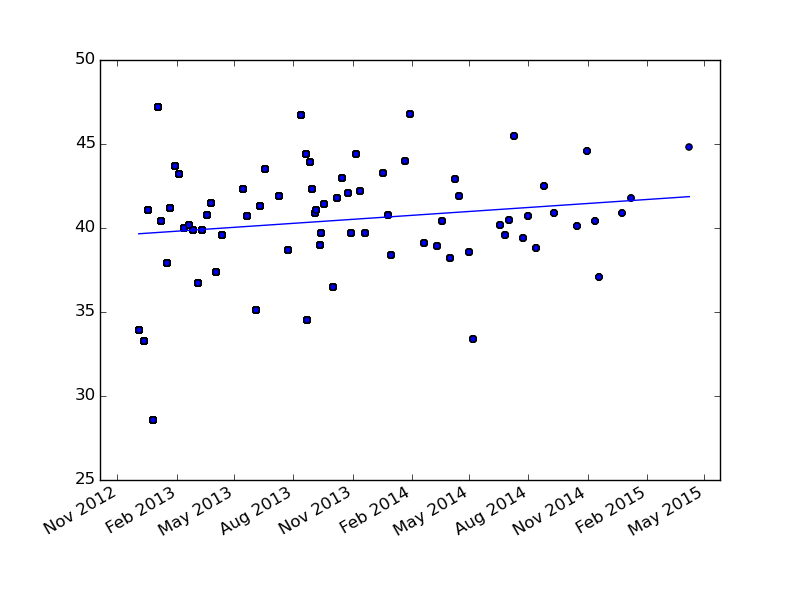 50
45
40
35
30
25
Nov 2012
Feb 2013
May 2013
Aug 2013
Nov 2013
Feb 2014
May 2014
Aug 2014
Nov 2014
Feb 2015
May 2015